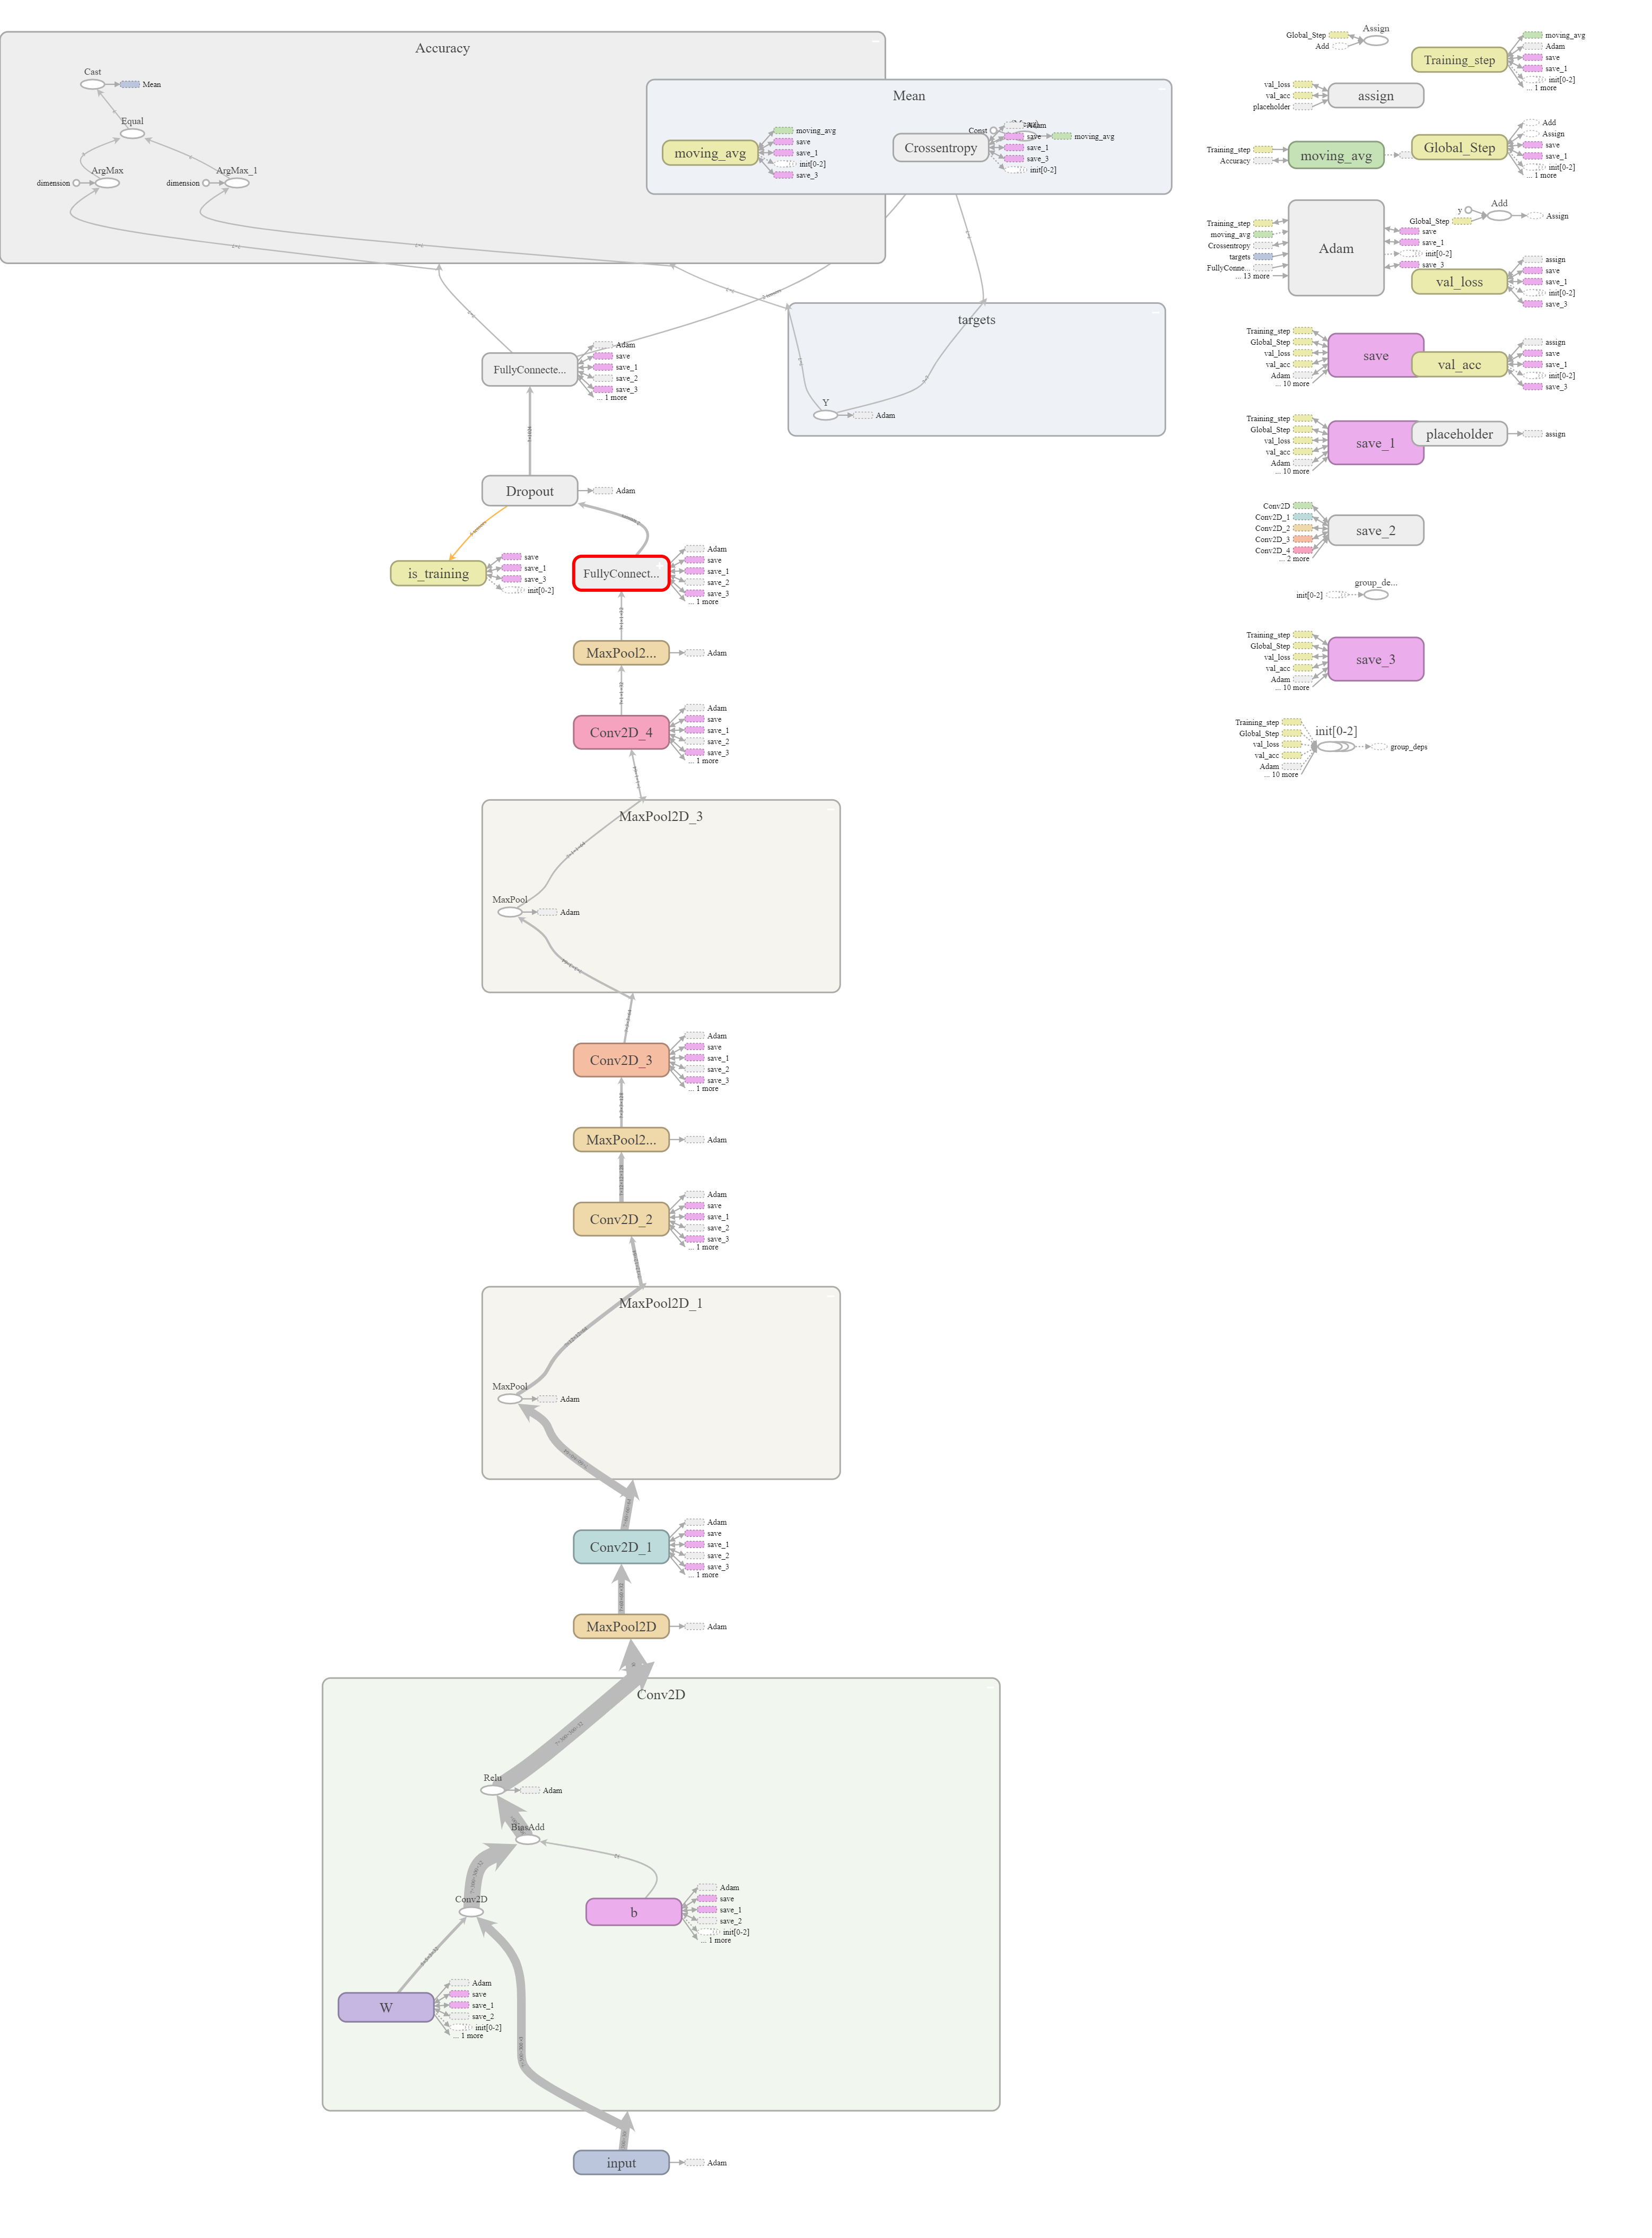 Accuracy
Cast
Mean
Equal
ArgMax
dimension
ArgMax_1
dimension
Mean
moving_avg
moving_avg
save
save_1
init[0-2]
save_3
Const
Crossentropy
Adam
save
save_1
save_3
init[0-2]
moving_avg
targets
Y
Adam
FullyConnecte...
Adam
save
save_1
save_2
save_3
... 1 more
Dropout
Adam
is_training
save
save_1
save_3
init[0-2]
FullyConnect...
Adam
save
save_1
save_2
save_3
... 1 more
MaxPool2...
Adam
Conv2D_4
Adam
save
save_1
save_2
save_3
... 1 more
MaxPool2D_3
MaxPool
Adam
Conv2D_3
Adam
save
save_1
save_2
save_3
... 1 more
MaxPool2...
Adam
Conv2D_2
Adam
save
save_1
save_2
save_3
... 1 more
MaxPool2D_1
MaxPool
Adam
Conv2D_1
Adam
save
save_1
save_2
save_3
... 1 more
MaxPool2D
Adam
Conv2D
Relu
Adam
BiasAdd
Conv2D
b
Adam
save
save_1
save_2
init[0-2]
... 1 more
W
Adam
save
save_1
save_2
init[0-2]
... 1 more
input
Adam
Assign
Global_Step
Add
Training_step
moving_avg
Adam
save
save_1
init[0-2]
... 1 more
val_loss
val_acc
placeholder
assign
Training_step
Accuracy
moving_avg
Global_Step
Add
Assign
save
save_1
init[0-2]
... 1 more
Training_step
moving_avg
Crossentropy
targets
FullyConne...
... 13 more
Adam
save
save_1
init[0-2]
save_3
y
Global_Step
Add
Assign
val_loss
assign
save
save_1
init[0-2]
save_3
Training_step
Global_Step
val_loss
val_acc
Adam
... 10 more
save
val_acc
assign
save
save_1
init[0-2]
save_3
Training_step
Global_Step
val_loss
val_acc
Adam
... 10 more
save_1
placeholder
assign
Conv2D
Conv2D_1
Conv2D_2
Conv2D_3
Conv2D_4
... 2 more
save_2
group_de...
init[0-2]
Training_step
Global_Step
val_loss
val_acc
Adam
... 10 more
save_3
Training_step
Global_Step
val_loss
val_acc
Adam
... 10 more
init[0-2]
group_deps